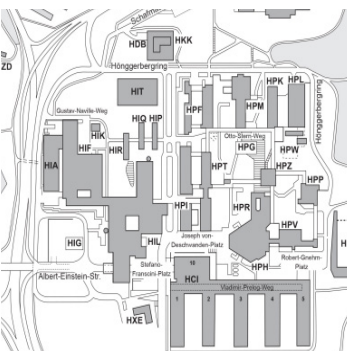 Schafmatt
HDB
HKK
ZD
Hönggerbergring
HIT
HPK
HPL
HPM
HPF
Gustav-Naville-Weg
HIQ
HIP
HIK
Otto-Stern-Weg
Hönggerbergring
HIF
HIR
HPG
HPW
HIA
HPT
HPZ
HPP
HPI
HPR
HPV
HIG
HIL
Joseph von-
Deschwenden-Platz
Robert-Gnehm-
Platz
HPH
H
Albert-Einstein-Str.
Stefano-
Franscini-Platz
10
HCI
Vladimir-Prelog-Weg
1
2
3
4
5
HXE